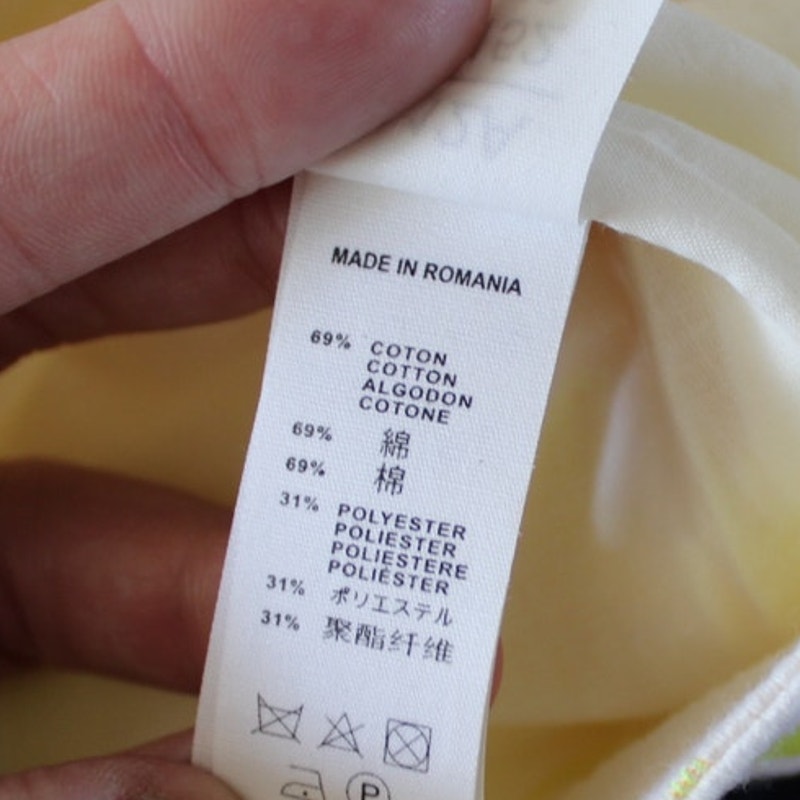 MADE IN ROMANIA
69% COTON
COTTON
ALGODON
COTONE
69% 綿
69% 棉
31% POLYESTER
POLIESTER
POLIESTERE
POLIÉSTER
31% ポリエステル
31% 聚酯纤维
P